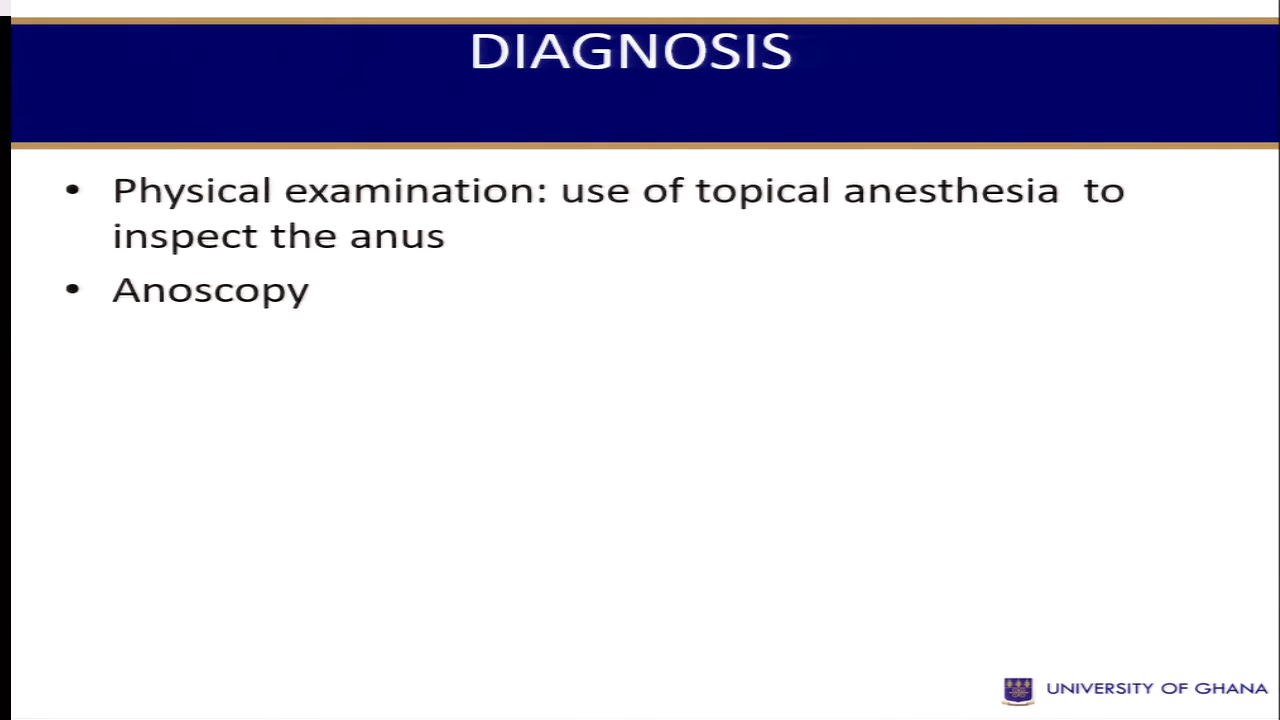 DIAGNOSIS
• Physical examination: use of topical anesthesia to
inspect the anus
• Anoscopy
UNIVERSITY OF GHANA